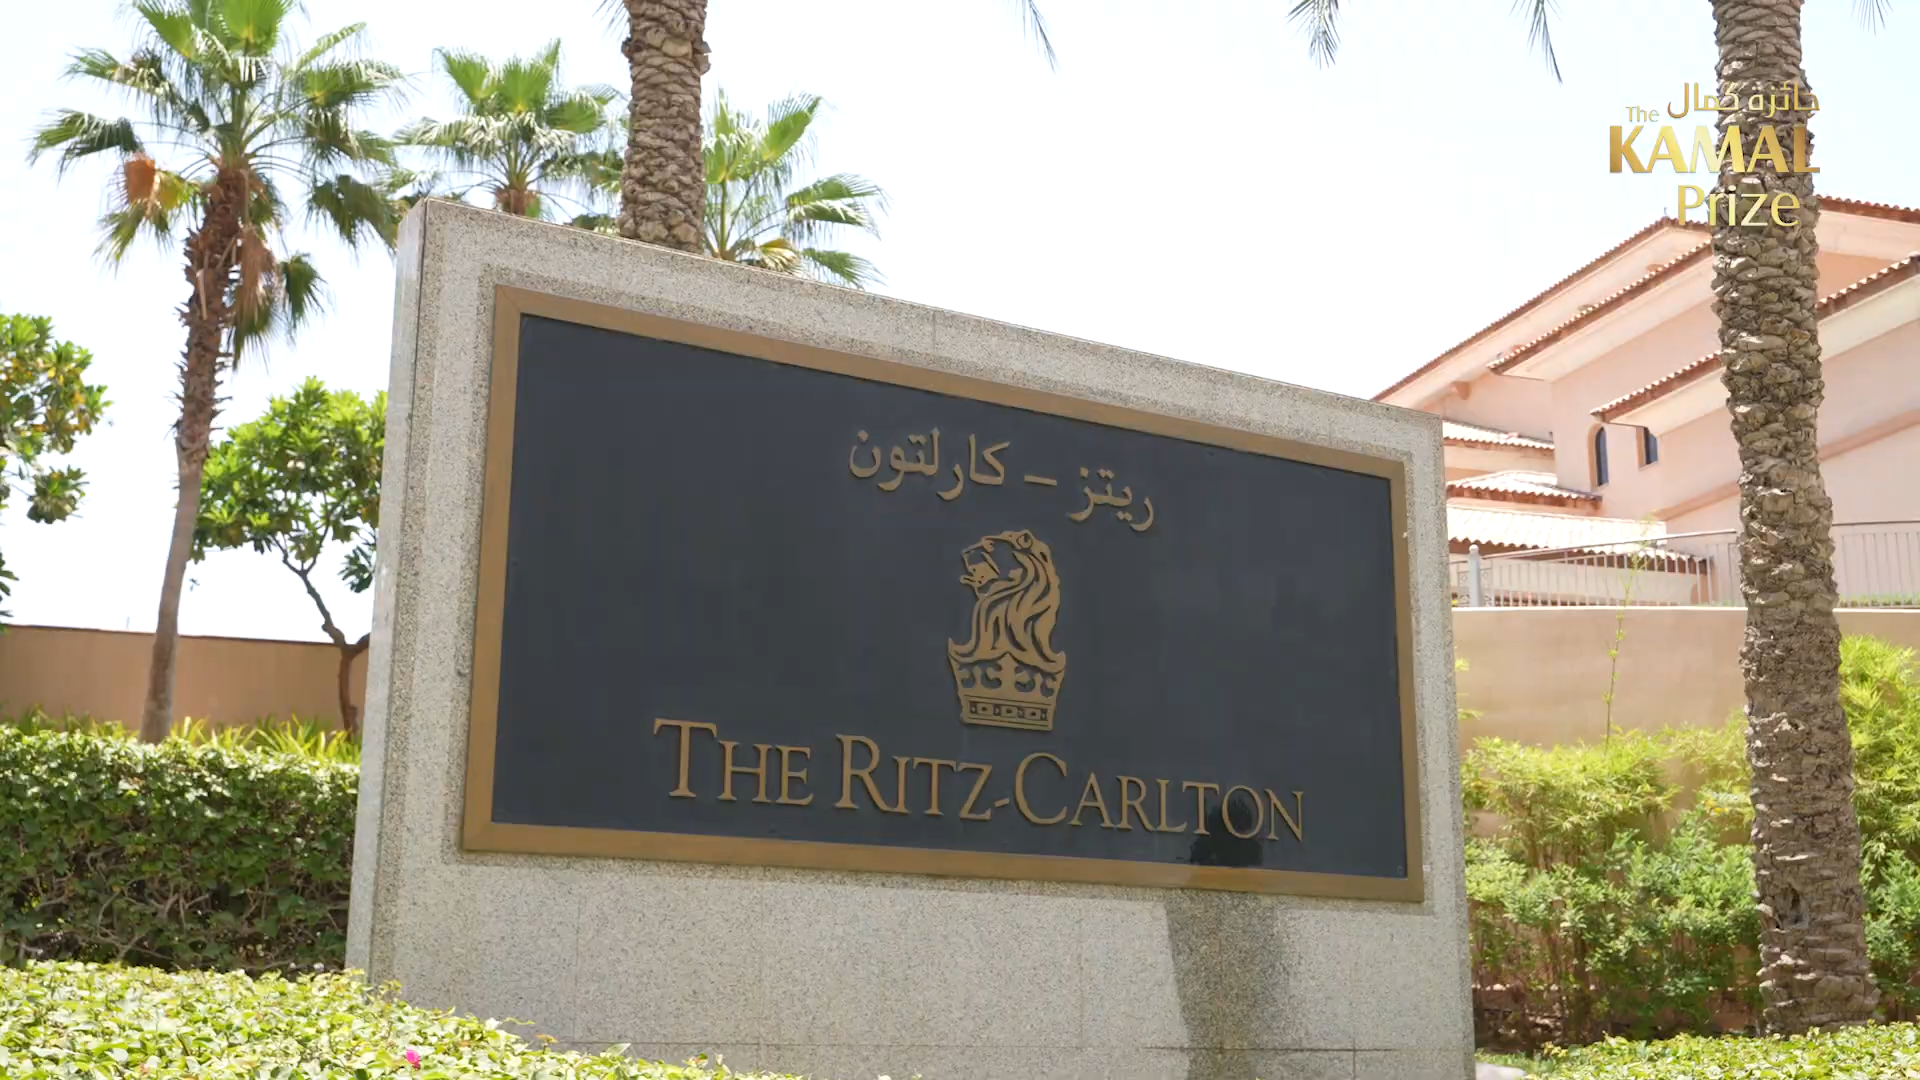 ريتز – كارلتون
THE RITZ-CARLTON
جائزة كمال
The
KAMAL
Prize